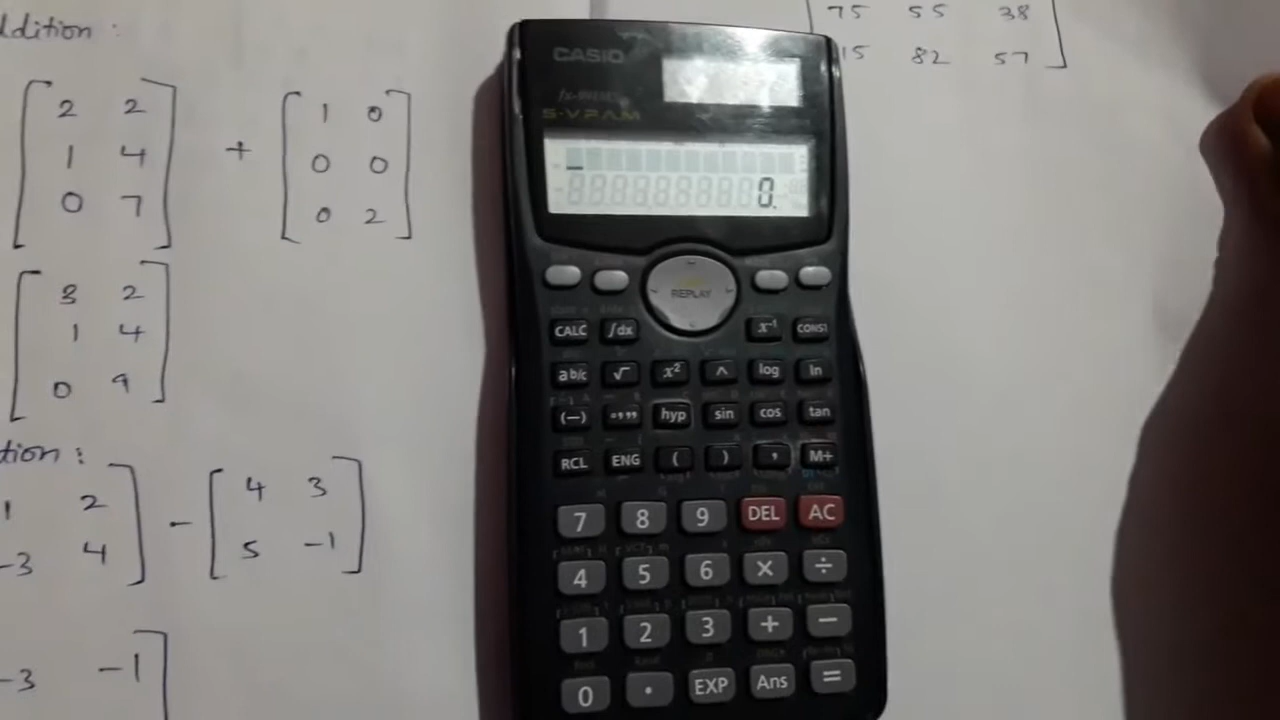 ddition :
2 2
1 4
0 7
+
1 0
0 0
0 2
3 2
1 4
0 9
tion :
1 2
-3 4
-
4 3
5 -1
-3 -1
75 55 38
15 82 57
CASIO
S-V.P.A.M.
0.
REPLAY
CALC ∫dx x⁻¹ CONST
a b/c √ x² ^ log ln
(−) °,,, hyp sin cos tan
RCL ENG ( ) , M+
7 8 9 DEL AC
4 5 6 × ÷
1 2 3 + −
0 . EXP Ans =